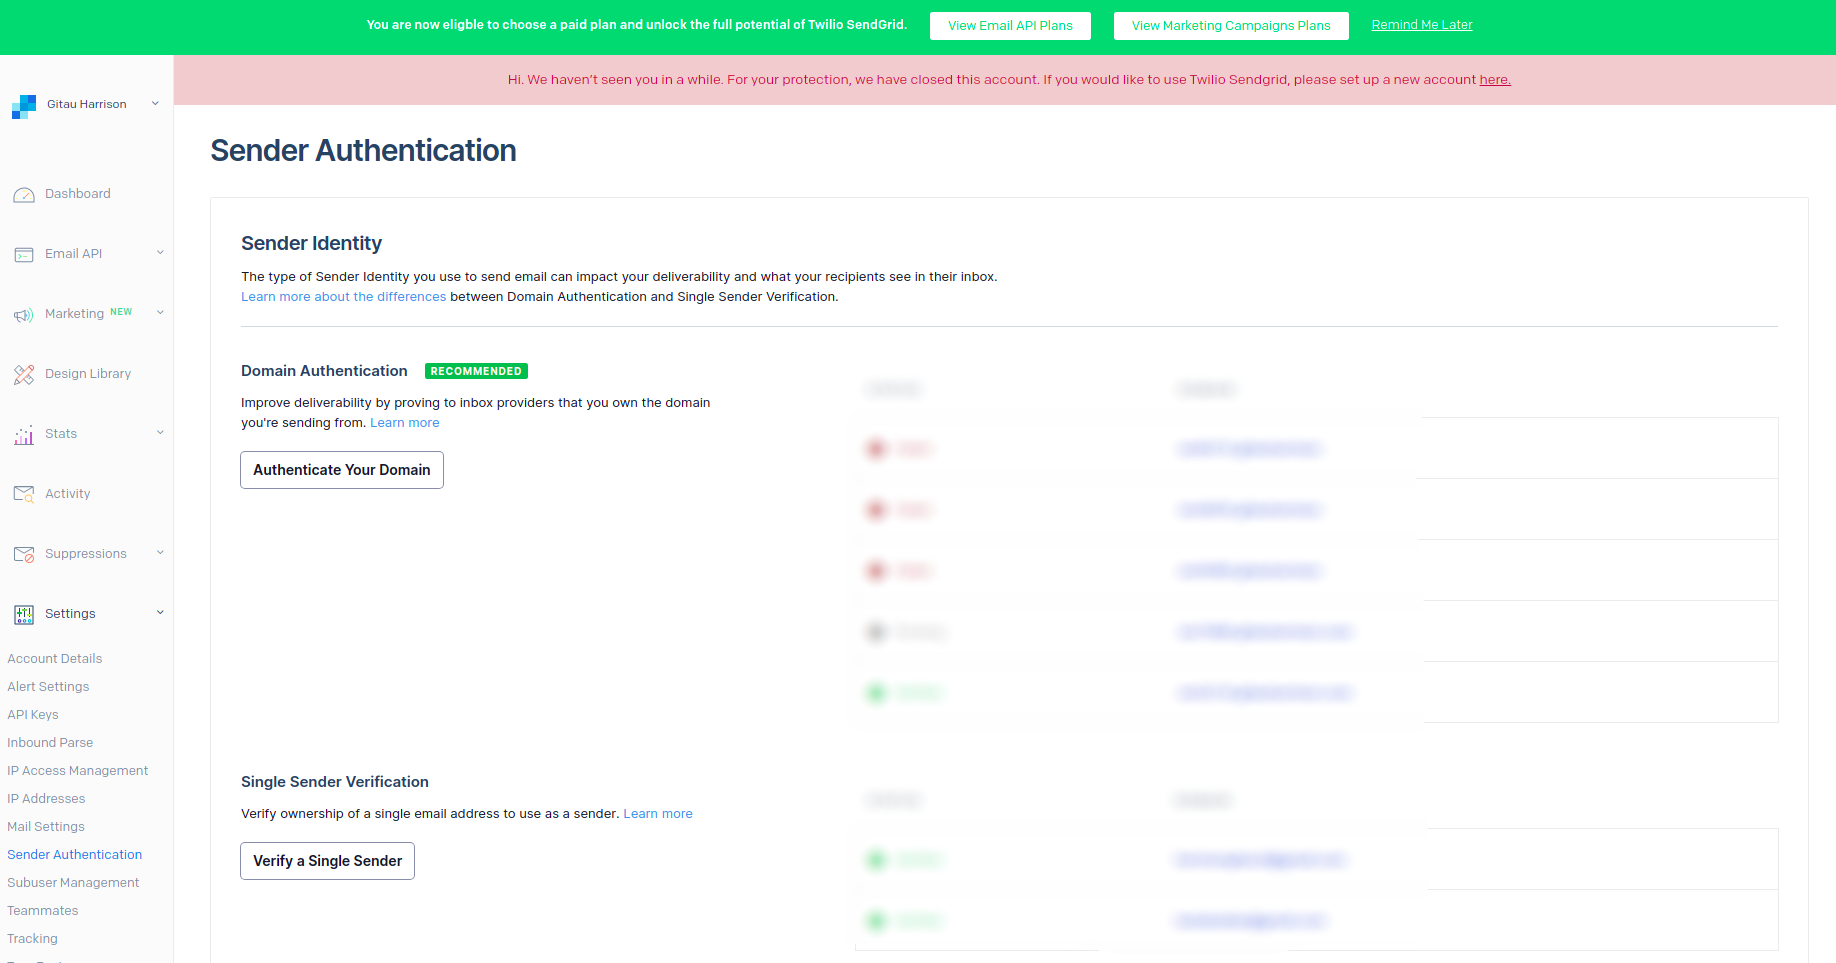 You are now eligble to choose a paid plan and unlock the full potential of Twilio SendGrid.
View Email API Plans
View Marketing Campaigns Plans
Remind Me Later
Hi. We haven't seen you in a while. For your protection, we have closed this account. If you would like to use Twilio Sendgrid, please set up a new account here.
Gitau Harrison
Dashboard
Email API
Marketing NEW
Design Library
Stats
Activity
Suppressions
Settings
Account Details
Alert Settings
API Keys
Inbound Parse
IP Access Management
IP Addresses
Mail Settings
Sender Authentication
Subuser Management
Teammates
Tracking
Sender Authentication
Sender Identity
The type of Sender Identity you use to send email can impact your deliverability and what your recipients see in their inbox.
Learn more about the differences between Domain Authentication and Single Sender Verification.
Domain Authentication RECOMMENDED
Improve deliverability by proving to inbox providers that you own the domain
you're sending from. Learn more
Authenticate Your Domain
Single Sender Verification
Verify ownership of a single email address to use as a sender. Learn more
Verify a Single Sender